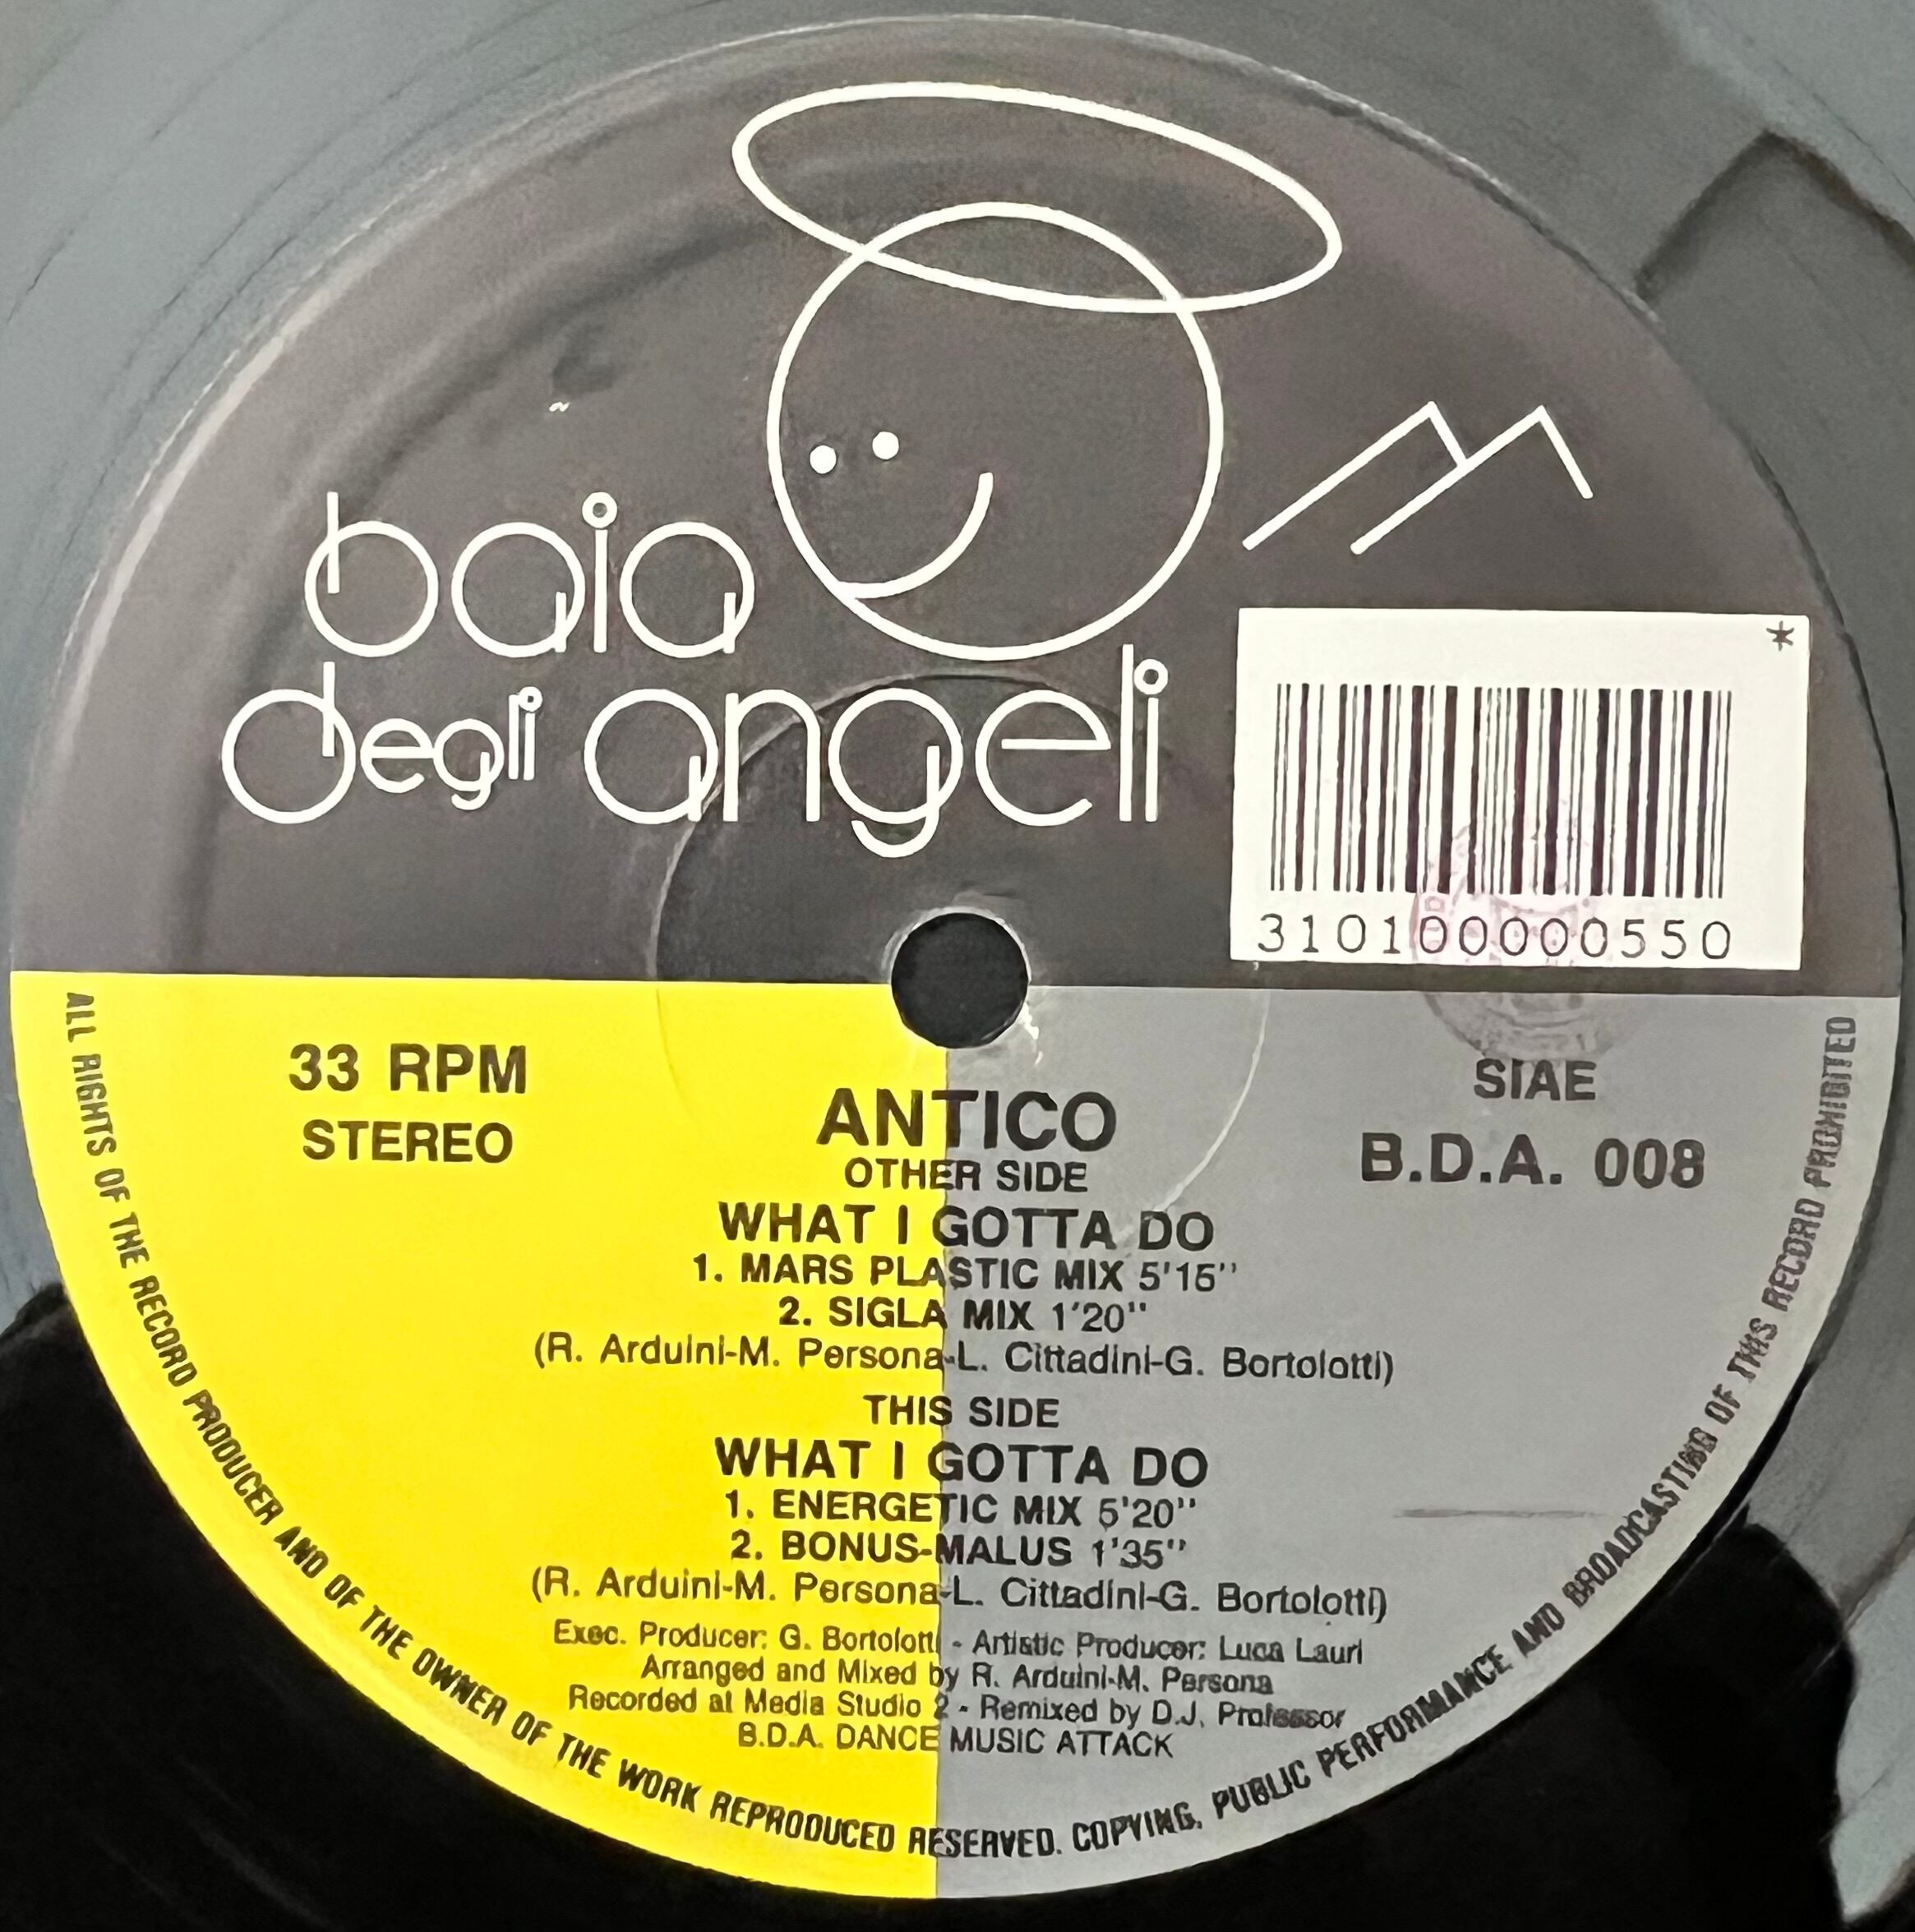 baia
degli angeli
*
310100000550
33 RPM
STEREO
SIAE
B.D.A. 008
ANTICO
OTHER SIDE
WHAT I GOTTA DO
1. MARS PLASTIC MIX 5'15"
2. SIGLA MIX 1'20"
(R. Arduini-M. Persona-L. Cittadini-G. Bortolotti)
THIS SIDE
WHAT I GOTTA DO
1. ENERGETIC MIX 5'20"
2. BONUS-MALUS 1'35"
(R. Arduini-M. Persona-L. Cittadini-G. Bortolotti)
Exec. Producer: G. Bortolotti - Artistic Producer: Luca Lauri
Arranged and Mixed by R. Arduini-M. Persona
Recorded at Media Studio 2 - Remixed by D.J. Professor
B.D.A. DANCE MUSIC ATTACK
ALL RIGHTS OF THE RECORD PRODUCER AND OF THE OWNER OF THE WORK REPRODUCED RESERVED. COPYING, PUBLIC PERFORMANCE AND BROADCASTING OF THIS RECORD PROHIBITED